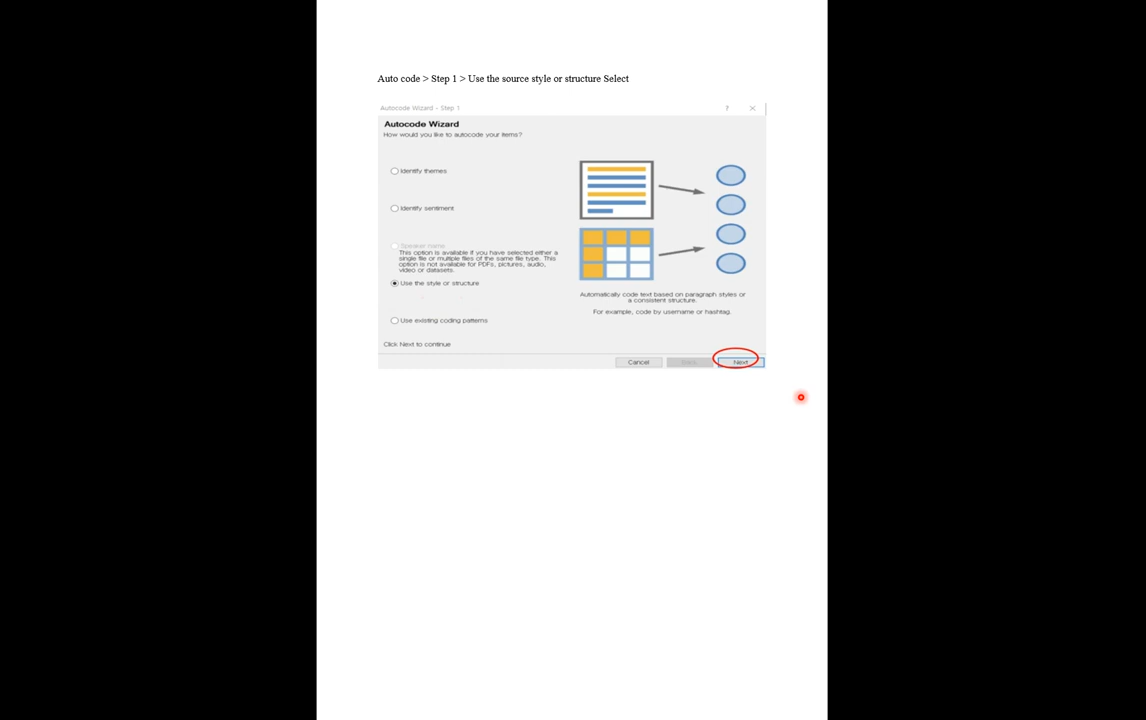 Auto code > Step 1 > Use the source style or structure Select
Autocode Wizard - Step 1
? ×
Autocode Wizard
How would you like to autocode your items?
Identify themes
Identify sentiment
Speaker name
This option is available if you have selected either a
single file or multiple files of the same file type. This
option is not available for PDFs, pictures, audio,
video or datasets.
Use the style or structure
Use existing coding patterns
Automatically code text based on paragraph styles or
a consistent structure.
For example, code by username or hashtag.
Click Next to continue
Cancel
Back
Next